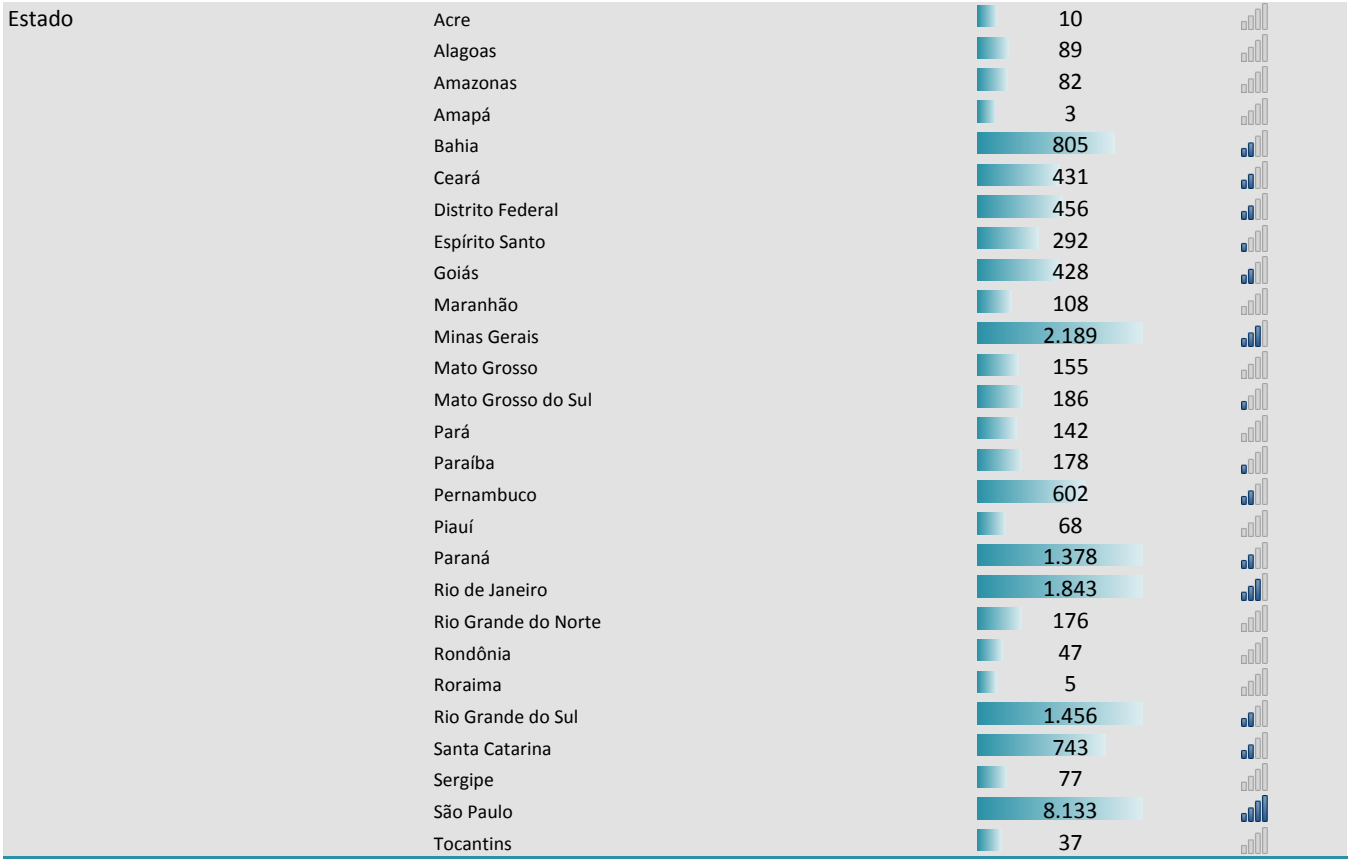 Estado Acre 10
Alagoas 89
Amazonas 82
Amapá 3
Bahia 805
Ceará 431
Distrito Federal 456
Espírito Santo 292
Goiás 428
Maranhão 108
Minas Gerais 2.189
Mato Grosso 155
Mato Grosso do Sul 186
Pará 142
Paraíba 178
Pernambuco 602
Piauí 68
Paraná 1.378
Rio de Janeiro 1.843
Rio Grande do Norte 176
Rondônia 47
Roraima 5
Rio Grande do Sul 1.456
Santa Catarina 743
Sergipe 77
São Paulo 8.133
Tocantins 37